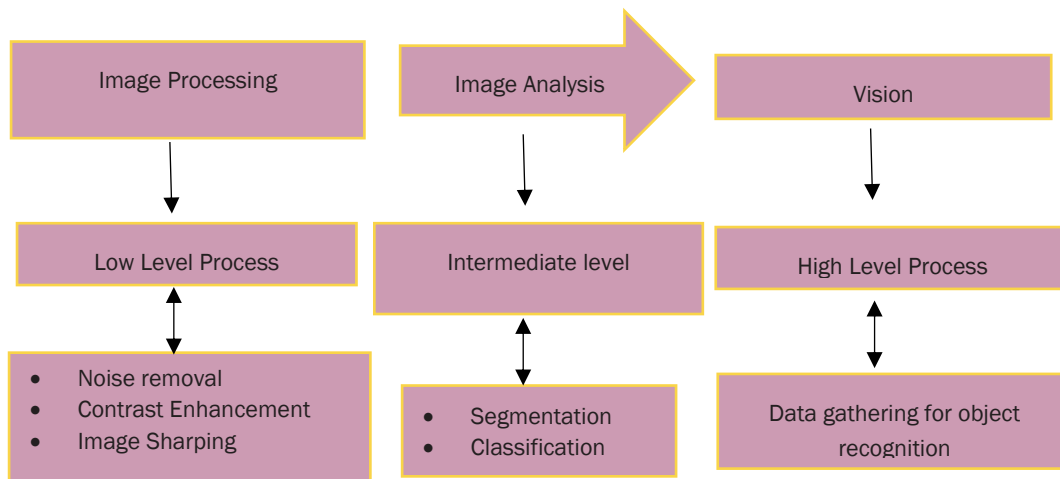 Image Processing
Image Analysis
Vision
Low Level Process
Intermediate level
High Level Process
• Noise removal
• Contrast Enhancement
• Image Sharping
• Segmentation
• Classification
Data gathering for object
recognition